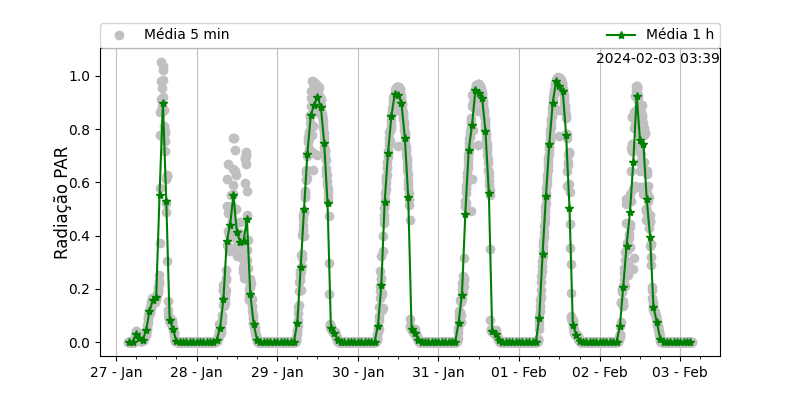 Média 5 min
Média 1 h
2024-02-03 03:39
Radiação PAR
1.0
0.8
0.6
0.4
0.2
0.0
27 - Jan
28 - Jan
29 - Jan
30 - Jan
31 - Jan
01 - Feb
02 - Feb
03 - Feb